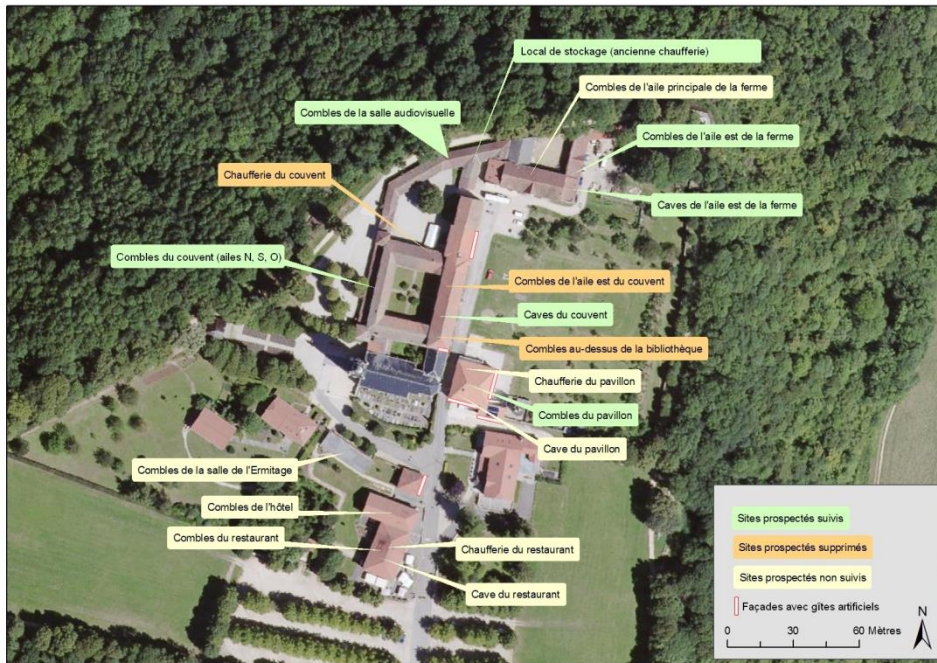 Local de stockage (ancienne chaufferie)
Combles de l'aile principale de la ferme
Combles de la salle audiovisuelle
Combles de l'aile est de la ferme
Chaufferie du couvent
Caves de l'aile est de la ferme
Combles du couvent (ailes N, S, O)
Combles de l'aile est du couvent
Caves du couvent
Combles au-dessus de la bibliothèque
Chaufferie du pavillon
Combles du pavillon
Cave du pavillon
Combles de la salle de l'Ermitage
Combles de l'hôtel
Combles du restaurant
Chaufferie du restaurant
Cave du restaurant
Sites prospectés suivis
Sites prospectés supprimés
Sites prospectés non suivis
Façades avec gîtes artificiels
N
0 30 60 Mètres